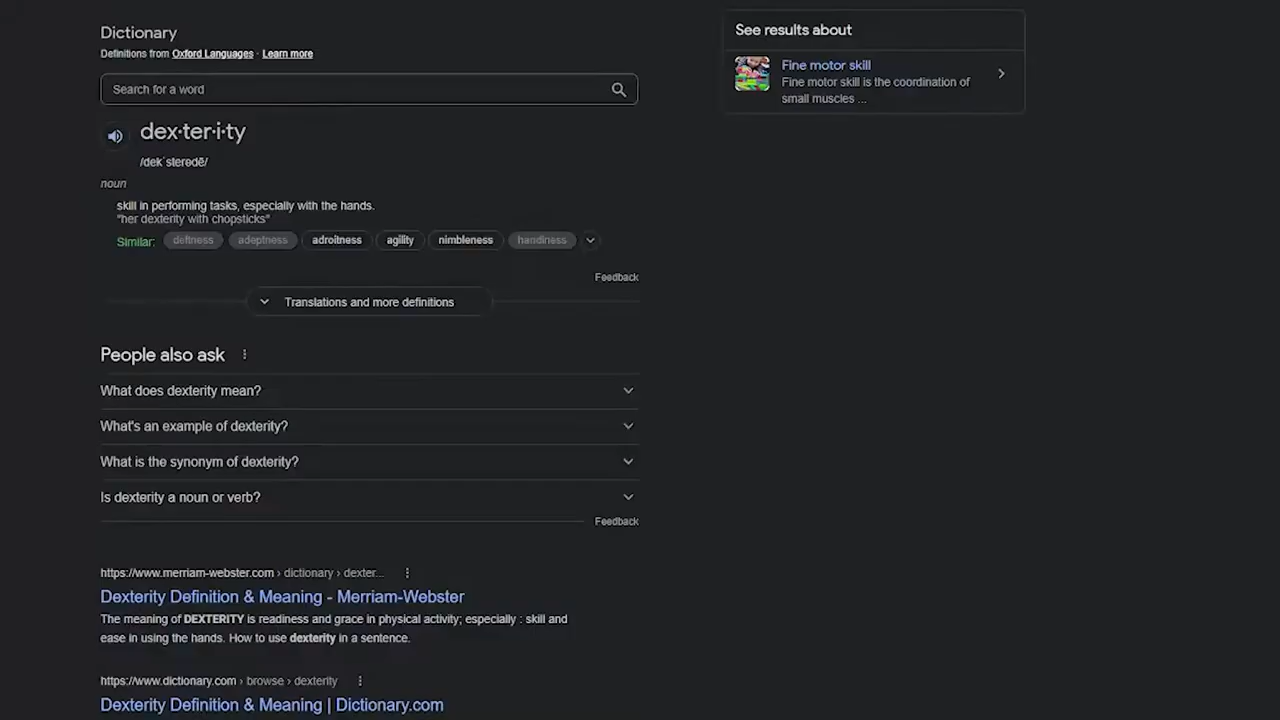 Dictionary
Definitions from Oxford Languages · Learn more
Search for a word
dex·ter·i·ty
/dekˈsterədē/
noun
skill in performing tasks, especially with the hands.
"her dexterity with chopsticks"
Similar: deftness adeptness adroitness agility nimbleness handiness
Feedback
Translations and more definitions
People also ask
What does dexterity mean?
What's an example of dexterity?
What is the synonym of dexterity?
Is dexterity a noun or verb?
Feedback
https://www.merriam-webster.com › dictionary › dexter...
Dexterity Definition & Meaning - Merriam-Webster
The meaning of DEXTERITY is readiness and grace in physical activity; especially : skill and
ease in using the hands. How to use dexterity in a sentence.
https://www.dictionary.com › browse › dexterity
Dexterity Definition & Meaning | Dictionary.com
See results about
Fine motor skill
Fine motor skill is the coordination of
small muscles ...